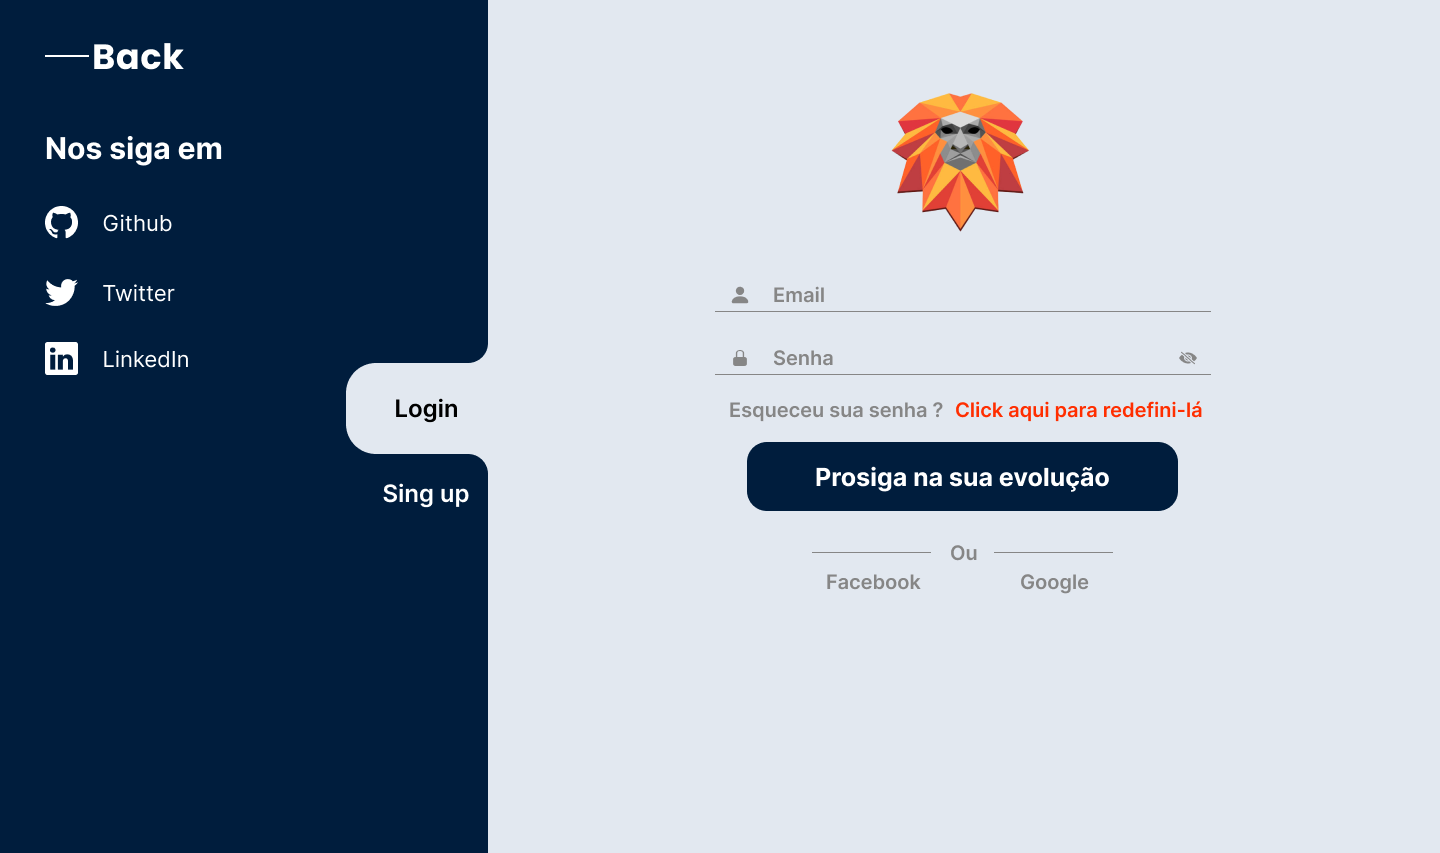 Back
Nos siga em
Github
Twitter
LinkedIn
Login
Sing up
Email
Senha
Esqueceu sua senha ? Click aqui para redefini-lá
Prosiga na sua evolução
Ou
Facebook Google